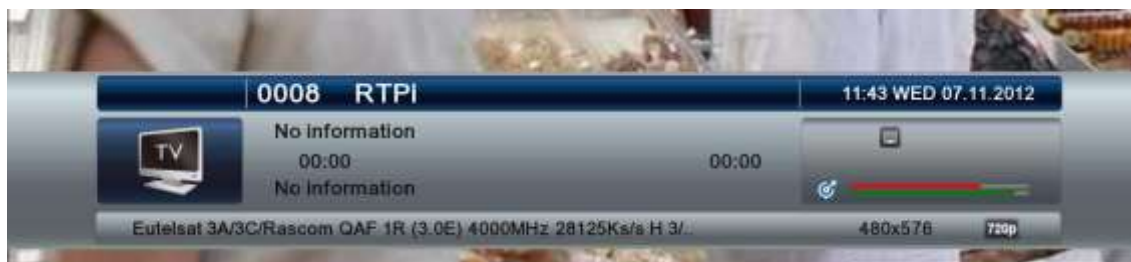 0008 RTPi 11:43 WED 07.11.2012
TV
No information
00:00 00:00
No information
Eutelsat 3A/3C/Rascom QAF 1R (3.0E) 4000MHz 28125Ks/s H 3/.. 480x576 720p